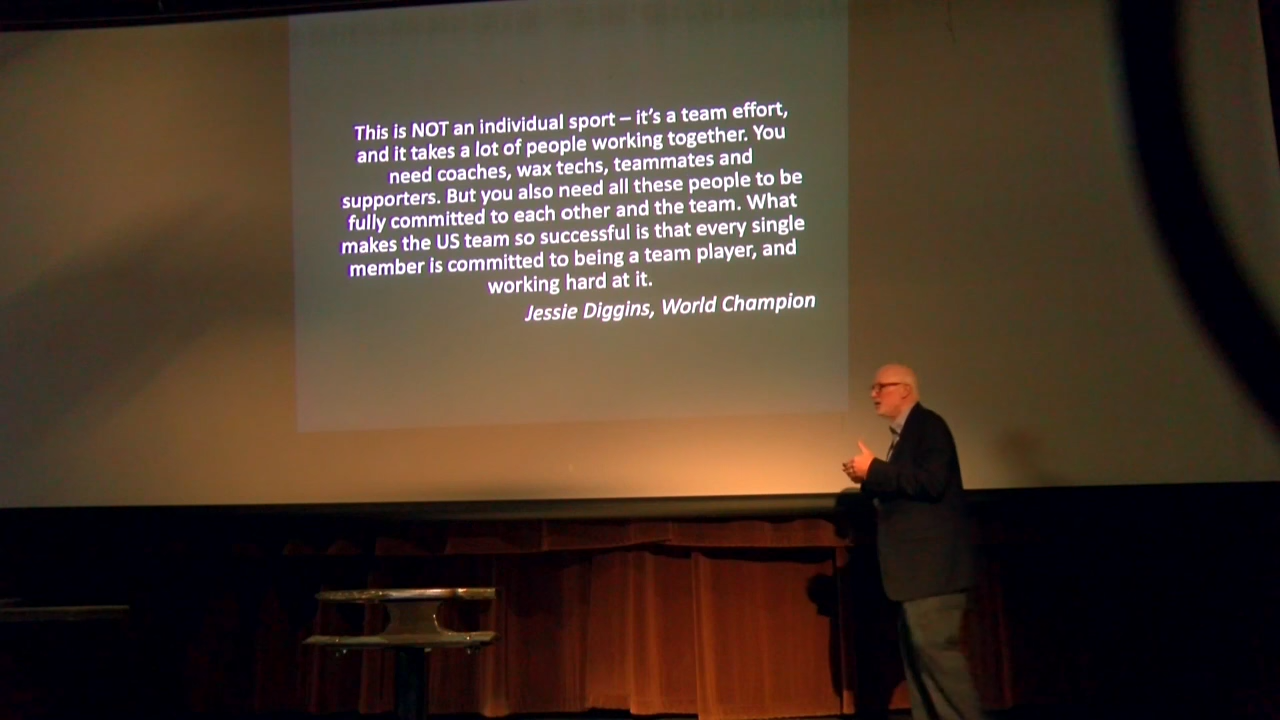 This is NOT an individual sport – it's a team effort,
and it takes a lot of people working together. You
need coaches, wax techs, teammates and
supporters. But you also need all these people to be
fully committed to each other and the team. What
makes the US team so successful is that every single
member is committed to being a team player, and
working hard at it.
Jessie Diggins, World Champion